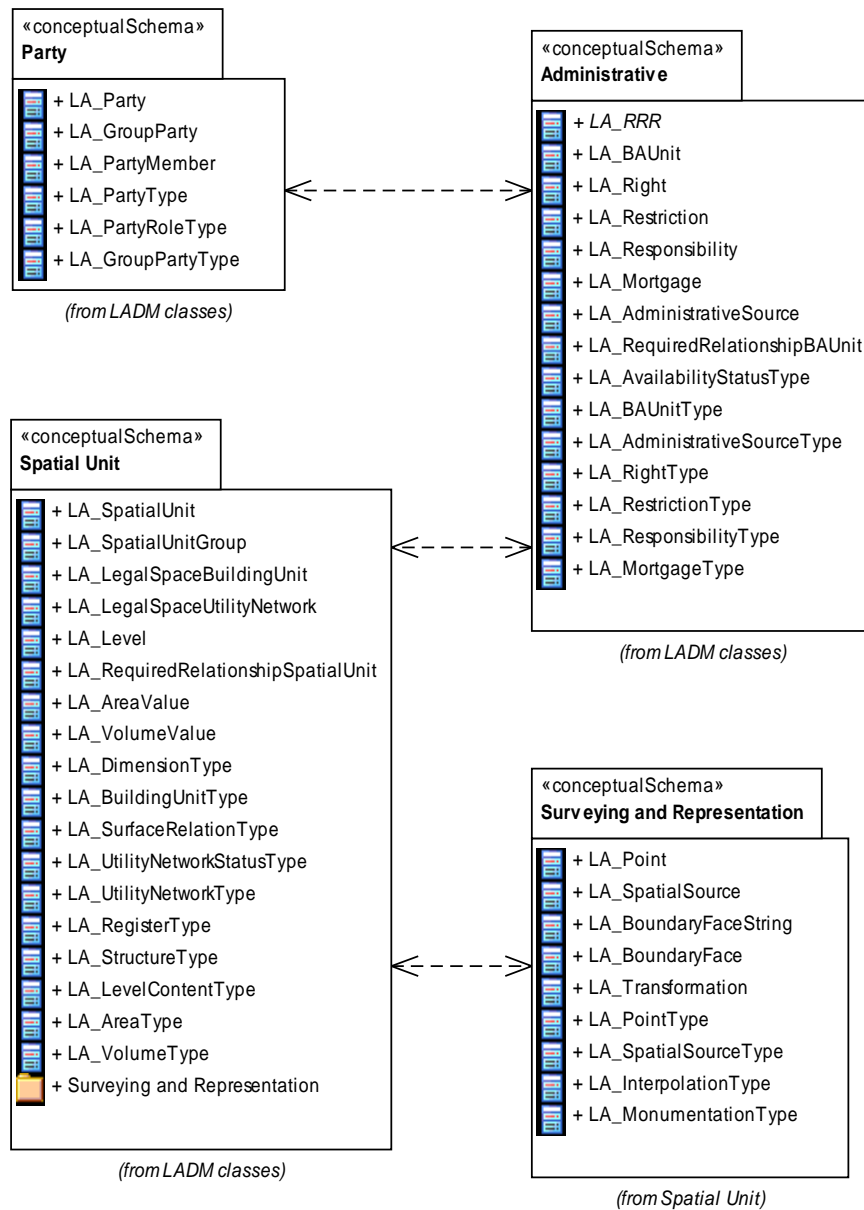 «conceptualSchema»
Party
+ LA_Party
+ LA_GroupParty
+ LA_PartyMember
+ LA_PartyType
+ LA_PartyRoleType
+ LA_GroupPartyType
(from LADM classes)
«conceptualSchema»
Administrative
+ LA_RRR
+ LA_BAUnit
+ LA_Right
+ LA_Restriction
+ LA_Responsibility
+ LA_Mortgage
+ LA_AdministrativeSource
+ LA_RequiredRelationshipBAUnit
+ LA_AvailabilityStatusType
+ LA_BAUnitType
+ LA_AdministrativeSourceType
+ LA_RightType
+ LA_RestrictionType
+ LA_ResponsibilityType
+ LA_MortgageType
(from LADM classes)
«conceptualSchema»
Spatial Unit
+ LA_SpatialUnit
+ LA_SpatialUnitGroup
+ LA_LegalSpaceBuildingUnit
+ LA_LegalSpaceUtilityNetwork
+ LA_Level
+ LA_RequiredRelationshipSpatialUnit
+ LA_AreaValue
+ LA_VolumeValue
+ LA_DimensionType
+ LA_BuildingUnitType
+ LA_SurfaceRelationType
+ LA_UtilityNetworkStatusType
+ LA_UtilityNetworkType
+ LA_RegisterType
+ LA_StructureType
+ LA_LevelContentType
+ LA_AreaType
+ LA_VolumeType
+ Surveying and Representation
(from LADM classes)
«conceptualSchema»
Surveying and Representation
+ LA_Point
+ LA_SpatialSource
+ LA_BoundaryFaceString
+ LA_BoundaryFace
+ LA_Transformation
+ LA_PointType
+ LA_SpatialSourceType
+ LA_InterpolationType
+ LA_MonumentationType
(from Spatial Unit)